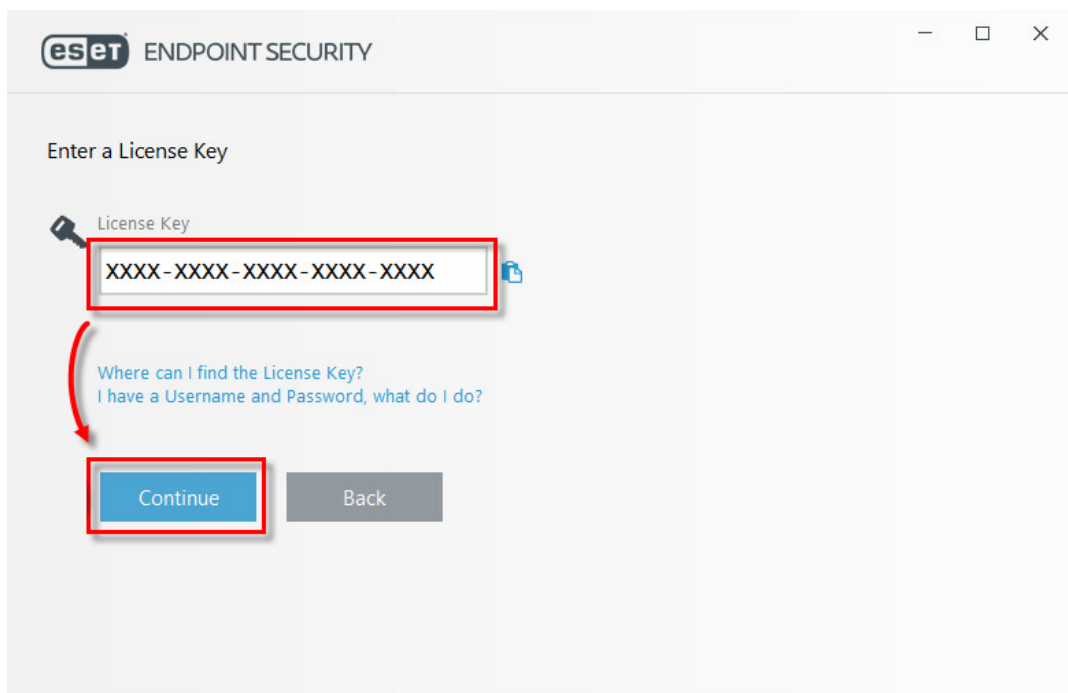 eseT ENDPOINT SECURITY
Enter a License Key
License Key
XXXX-XXXX-XXXX-XXXX-XXXX
Where can I find the License Key?
I have a Username and Password, what do I do?
Continue Back